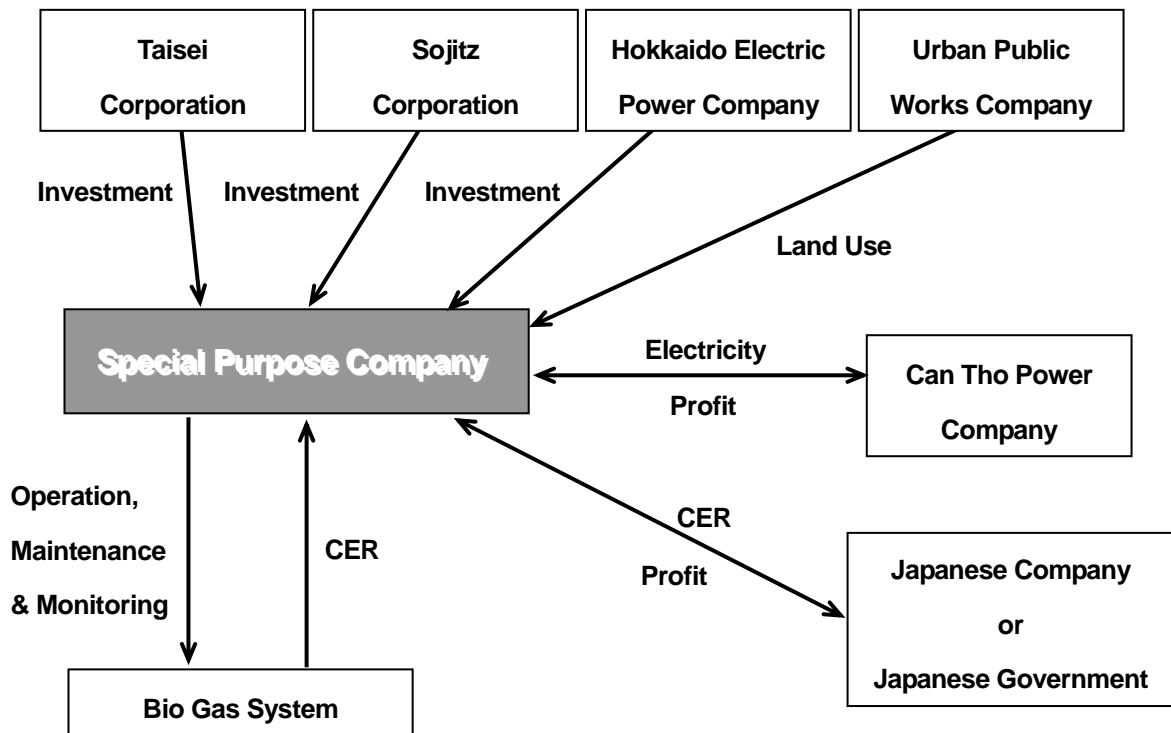 Taisei
Corporation
Sojitz
Corporation
Hokkaido Electric
Power Company
Urban Public
Works Company
Investment
Investment
Investment
Land Use
Special Purpose Company
Electricity
Profit
Can Tho Power
Company
Operation,
Maintenance
& Monitoring
CER
CER
Profit
Japanese Company
or
Japanese Government
Bio Gas System